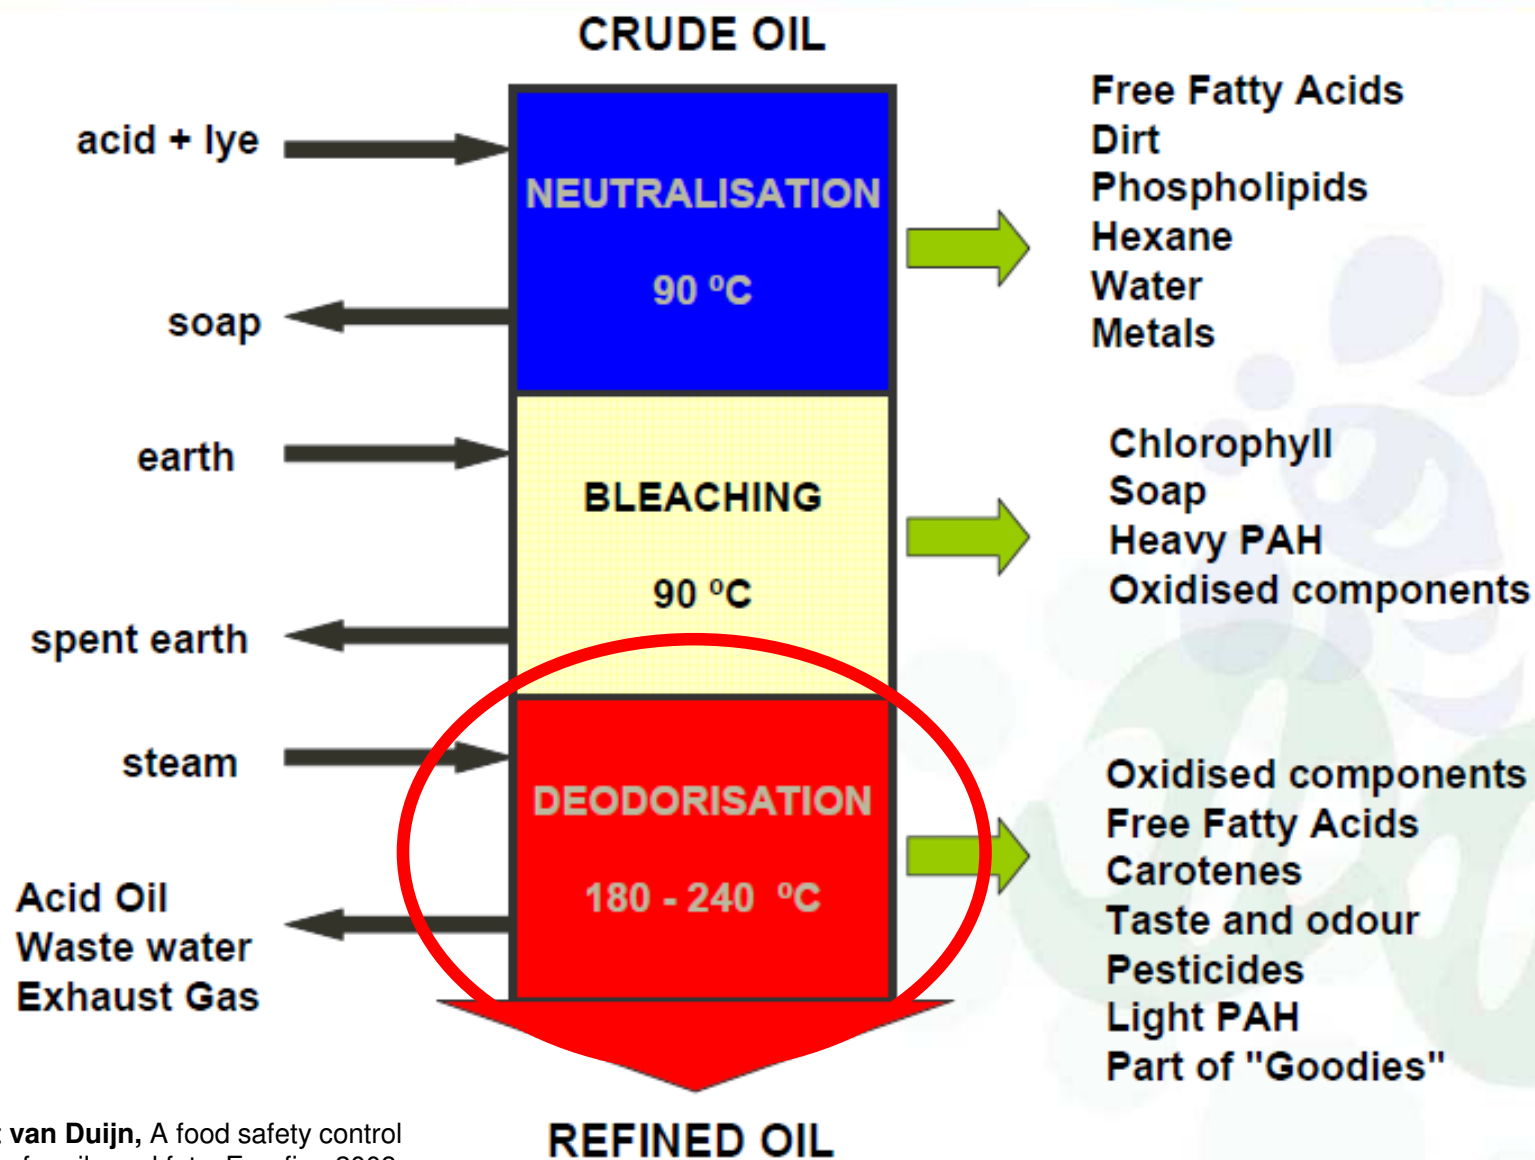 CRUDE OIL
acid + lye
NEUTRALISATION
90 ºC
soap
Free Fatty Acids
Dirt
Phospholipids
Hexane
Water
Metals
earth
BLEACHING
90 ºC
spent earth
Chlorophyll
Soap
Heavy PAH
Oxidised components
steam
DEODORISATION
180 - 240 ºC
Acid Oil
Waste water
Exhaust Gas
Oxidised components
Free Fatty Acids
Carotenes
Taste and odour
Pesticides
Light PAH
Part of "Goodies"
van Duijn, A food safety control
REFINED OIL